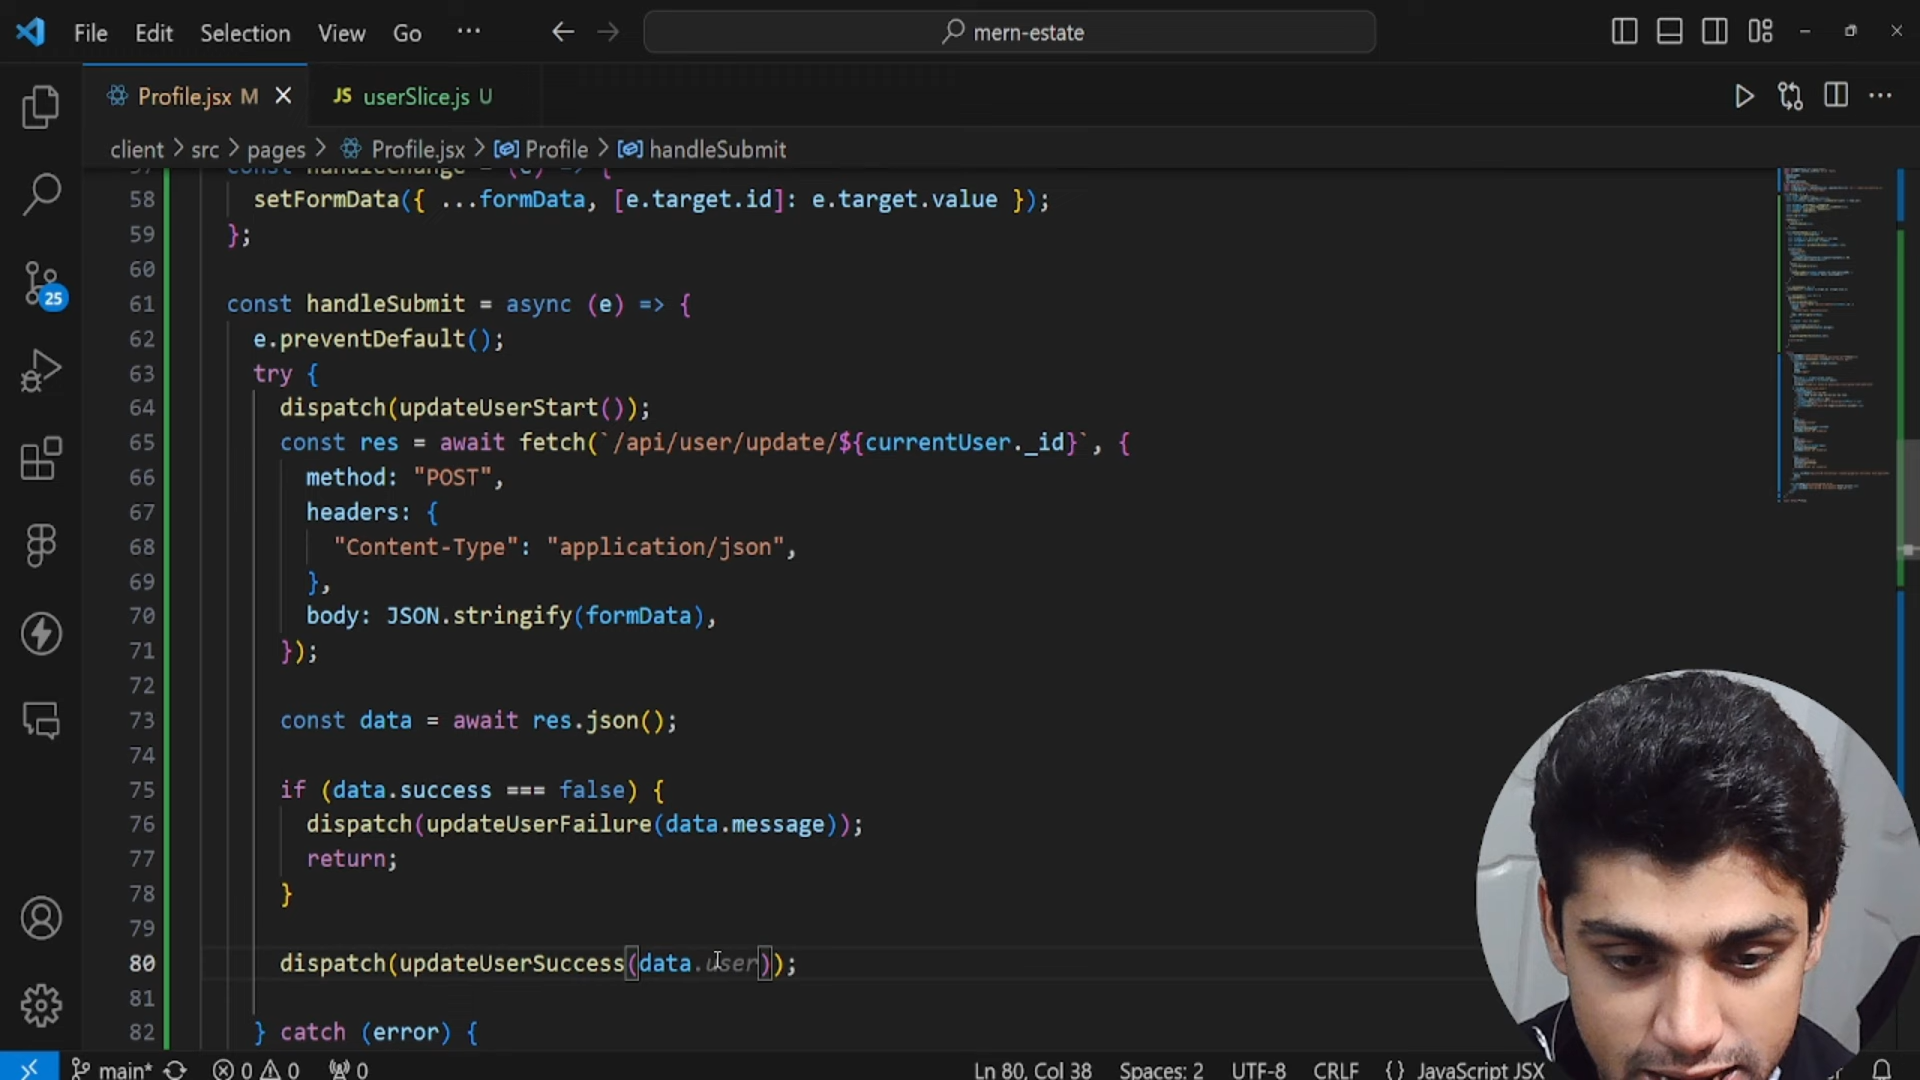 File Edit Selection View Go ··· mern-estate
Profile.jsx M JS userSlice.js U
client > src > pages > Profile.jsx > Profile > handleSubmit
57 const handleChange = (e) => {
58 setFormData({ ...formData, [e.target.id]: e.target.value });
59 };
60
61 const handleSubmit = async (e) => {
62 e.preventDefault();
63 try {
64 dispatch(updateUserStart());
65 const res = await fetch(`/api/user/update/${currentUser._id}`, {
66 method: "POST",
67 headers: {
68 "Content-Type": "application/json",
69 },
70 body: JSON.stringify(formData),
71 });
72
73 const data = await res.json();
74
75 if (data.success === false) {
76 dispatch(updateUserFailure(data.message));
77 return;
78 }
79
80 dispatch(updateUserSuccess(data.user));
81
82 } catch (error) {
25
main* 0 0 0 Ln 80, Col 38 Spaces: 2 UTF-8 CRLF {} JavaScript JSX